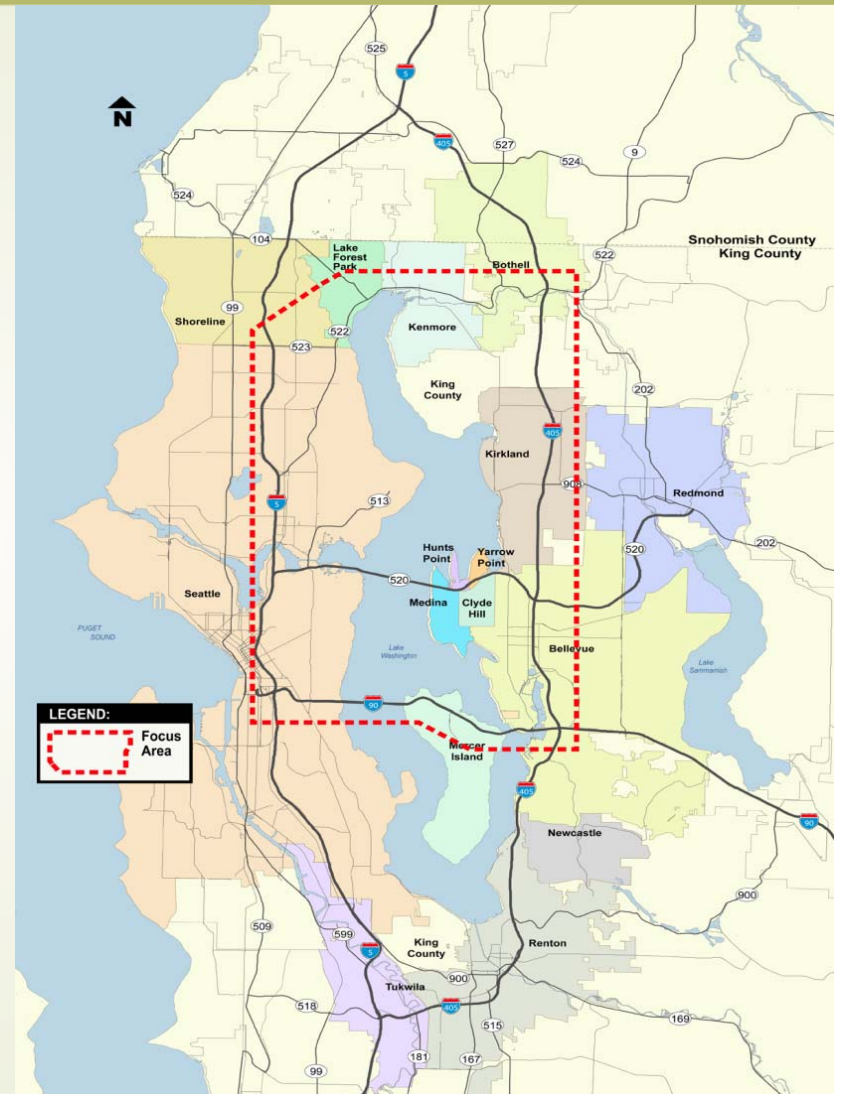 525
5
N
405
527
524
9
524
524
104
Lake
Forest
Park
Snohomish County
King County
522
Bothell
99
Shoreline
522
Kenmore
523
King
County
202
405
Kirkland
908
Redmond
5
513
Hunts
Point
Yarrow
Point
520
202
520
Seattle
Medina
Clyde
Hill
PUGET
SOUND
Lake
Washington
Bellevue
Lake
Sammamish
90
LEGEND:
Focus
Area
Mercer
Island
405
90
Newcastle
900
509
599
5
King
County
Renton
900
Tukwila
518
405
169
515
181
167
99